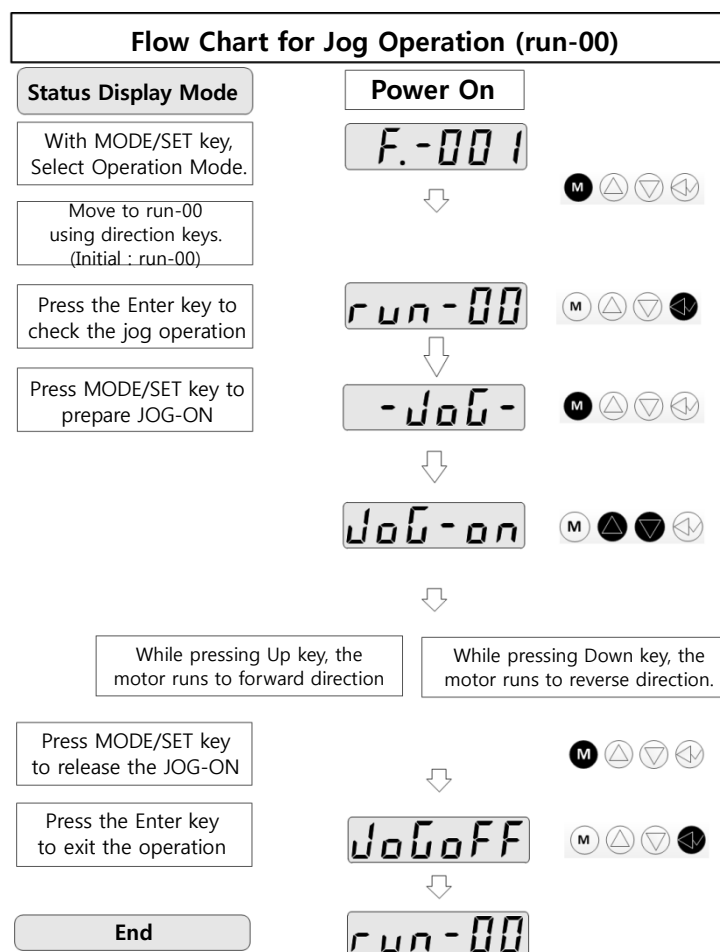 Flow Chart for Jog Operation (run-00)
Status Display Mode
Power On
With MODE/SET key,
Select Operation Mode.
F.-001
M
Move to run-00
using direction keys.
(Initial : run-00)
Press the Enter key to
check the jog operation
run-00
M
Press MODE/SET key to
prepare JOG-ON
-JoG-
M
JoG-on
M
While pressing Up key, the
motor runs to forward direction
While pressing Down key, the
motor runs to reverse direction.
Press MODE/SET key
to release the JOG-ON
M
Press the Enter key
to exit the operation
JoGoFF
M
End
run-00